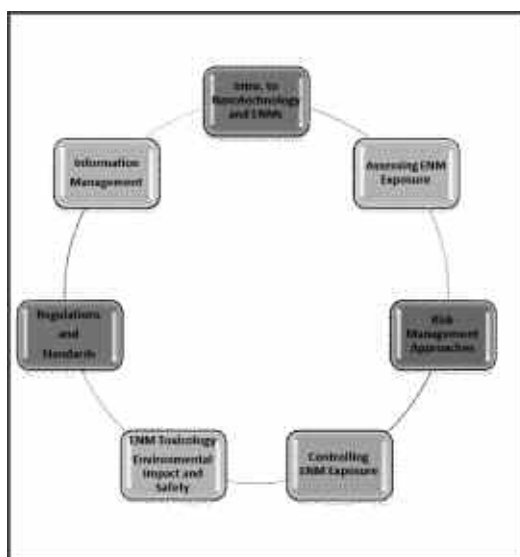 Intro. to
Nanotechnology
and ENMs
Assessing ENM
Exposure
Risk
Management
Approaches
Controlling
ENM Exposure
ENM Toxicology
Environmental
Impact and
Safety
Regulations
and
Standards
Information
Management